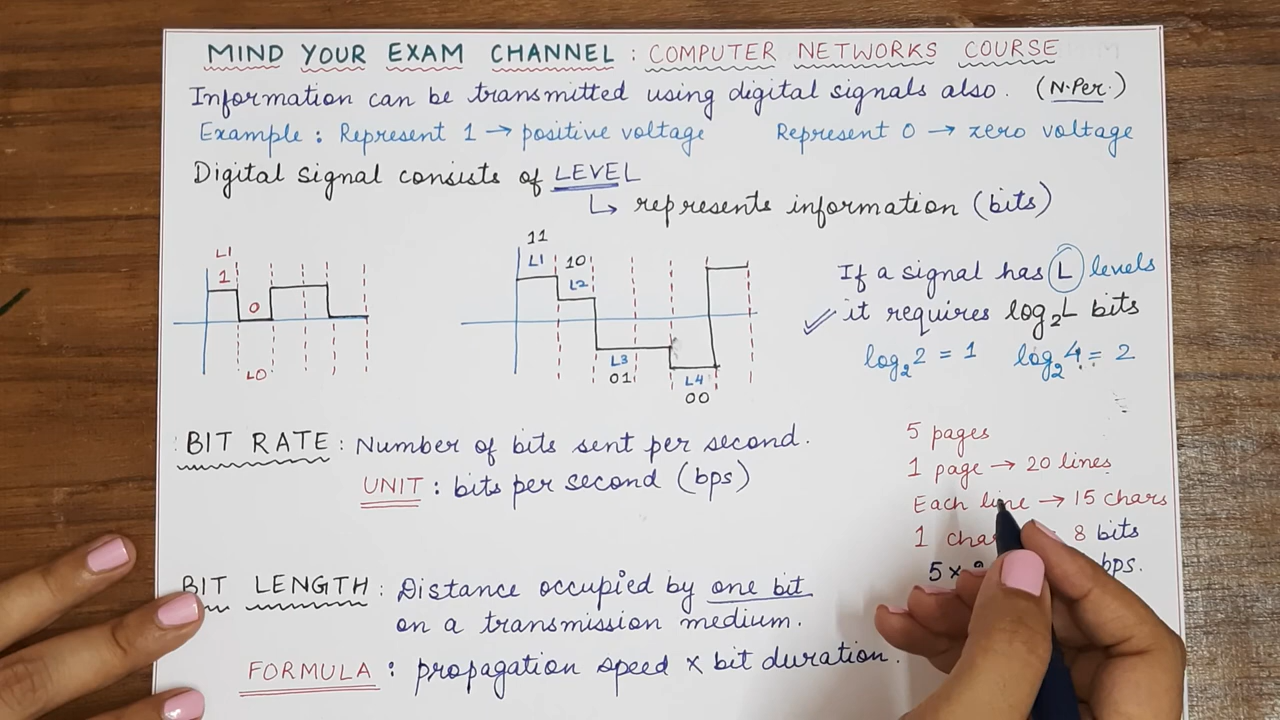 MIND YOUR EXAM CHANNEL : COMPUTER NETWORKS COURSE
Information can be transmitted using digital signals also. (N.Per.)
Example : Represent 1 → positive voltage Represent 0 → zero voltage
Digital signal consists of LEVEL
↳ represents information (bits)
L1
1
0
L0
11
L1
10
L2
L3
01
L4
00
If a signal has L levels
✓ it requires log₂L bits
log₂2 = 1 log₂4 = 2
BIT RATE : Number of bits sent per second.
UNIT : bits per second (bps)
5 pages
1 page → 20 lines
Each line → 15 chars
1 8 bits
5 × bps.
BIT LENGTH : Distance occupied by one bit
on a transmission medium.
FORMULA : propagation speed × bit duration.